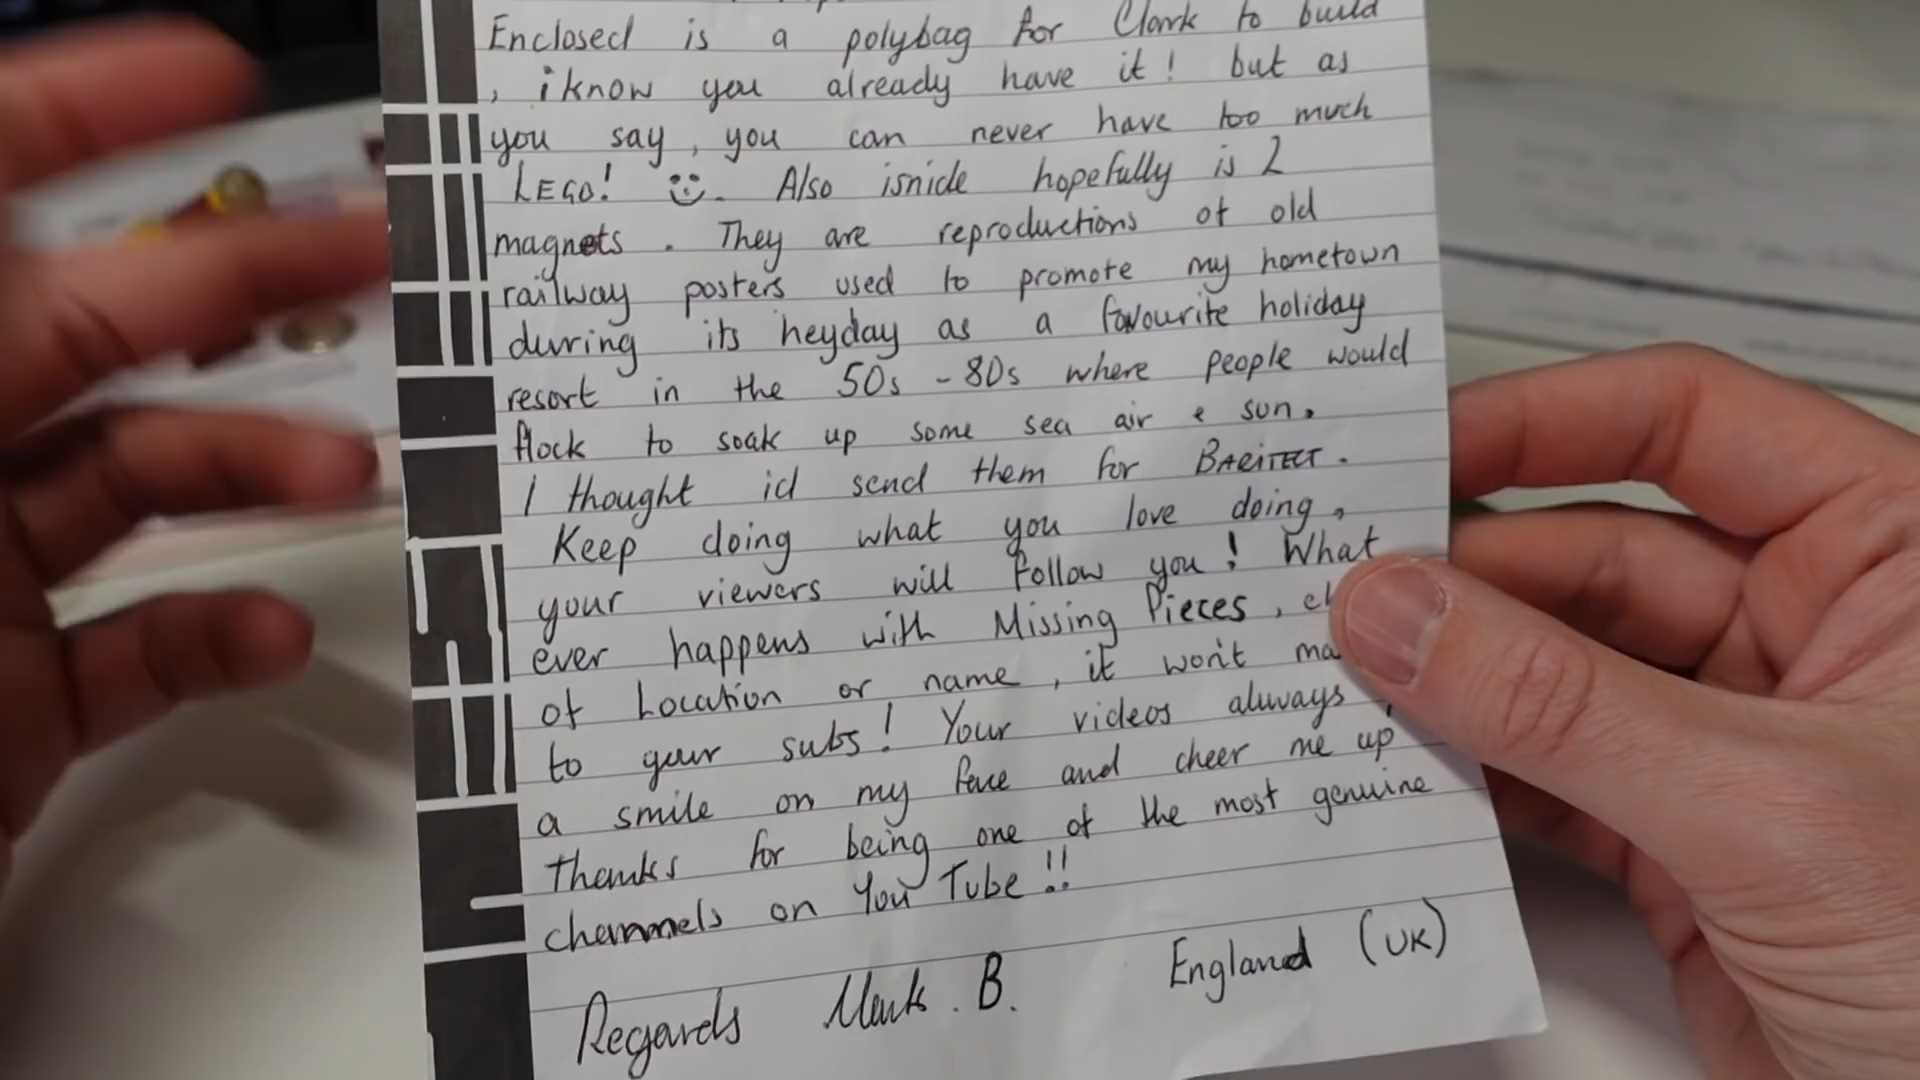 Enclosed is a polybag for Clark to build
, i know you already have it! but as
you say, you can never have too much
LEGO! Also isnide hopefully is 2
magnets. They are reproductions of old
railway posters used to promote my hometown
during its heyday as a favourite holiday
resort in the 50s - 80s where people would
flock to soak up some sea air & sun.
I thought id send them for BARITECT.
Keep doing what you love doing,
your viewers will follow you! What
ever happens with Missing Pieces,
of Location or name, it won't
to your subs! Your videos always
a smile on my face and cheer me up
Thanks for being one of the most genuine
channels on You Tube!!
Regards Mark. B. England (UK)